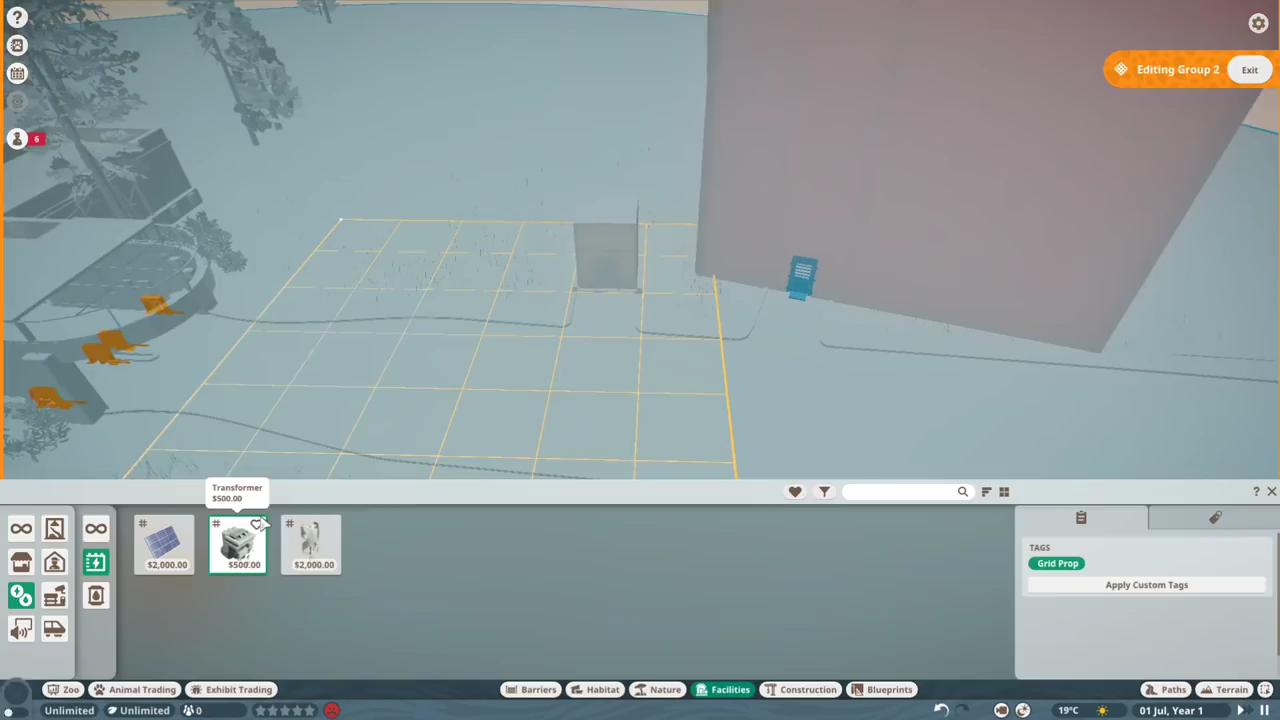 ?
Editing Group 2 Exit
6
Transformer
$500.00
? ×
$2,000.00 $500.00 $2,000.00
TAGS
Grid Prop
Apply Custom Tags
Zoo Animal Trading Exhibit Trading Barriers Habitat Nature Facilities Construction Blueprints Paths Terrain
Unlimited Unlimited 0 19°C 01 Jul, Year 1